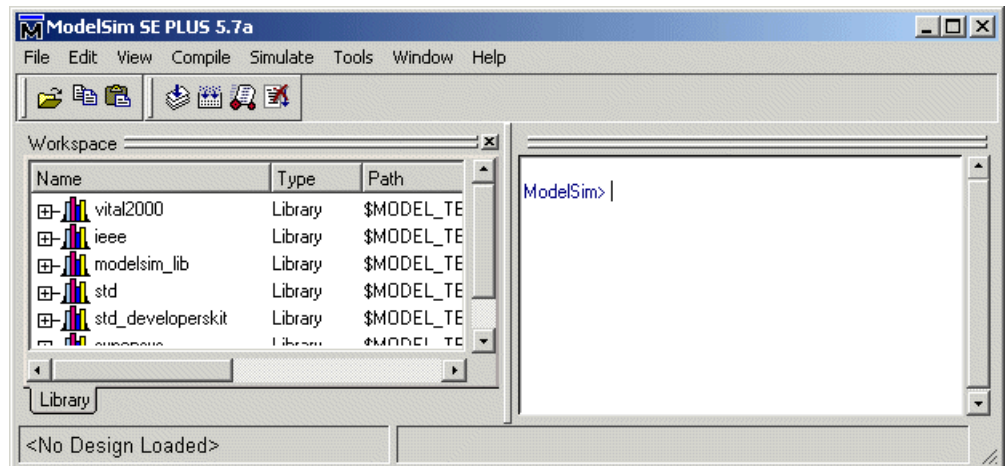 ModelSim SE PLUS 5.7a
File Edit View Compile Simulate Tools Window Help
Workspace
Name Type Path
vital2000 Library $MODEL_TE
ieee Library $MODEL_TE
modelsim_lib Library $MODEL_TE
std Library $MODEL_TE
std_developerskit Library $MODEL_TE
Library
<No Design Loaded>
ModelSim>